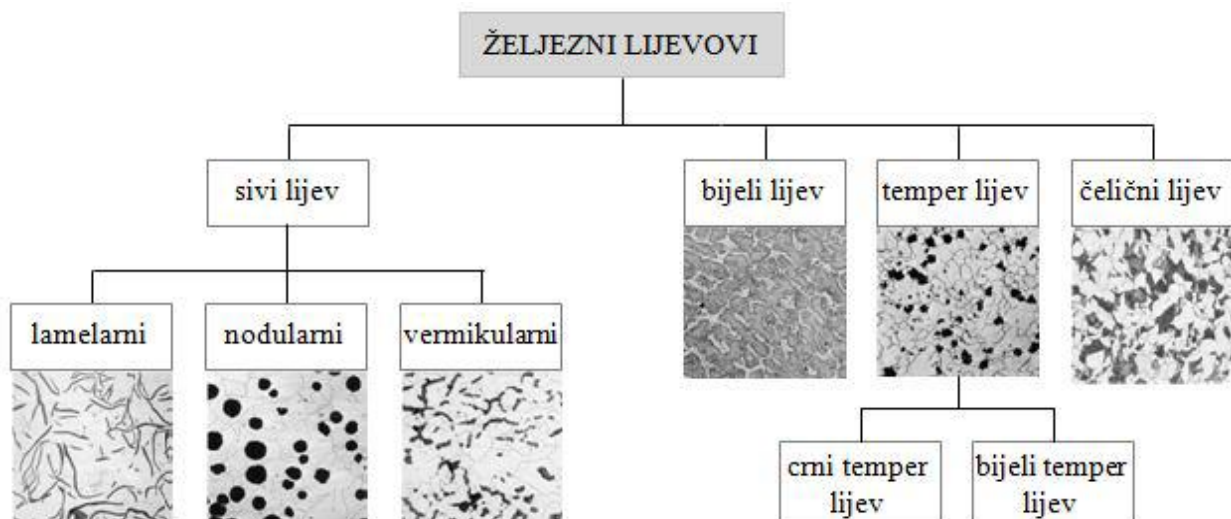 ŽELJEZNI LIJEVOVI
sivi lijev
bijeli lijev
temper lijev
čelični lijev
lamelarni
nodularni
vermikularni
crni temper
lijev
bijeli temper
lijev